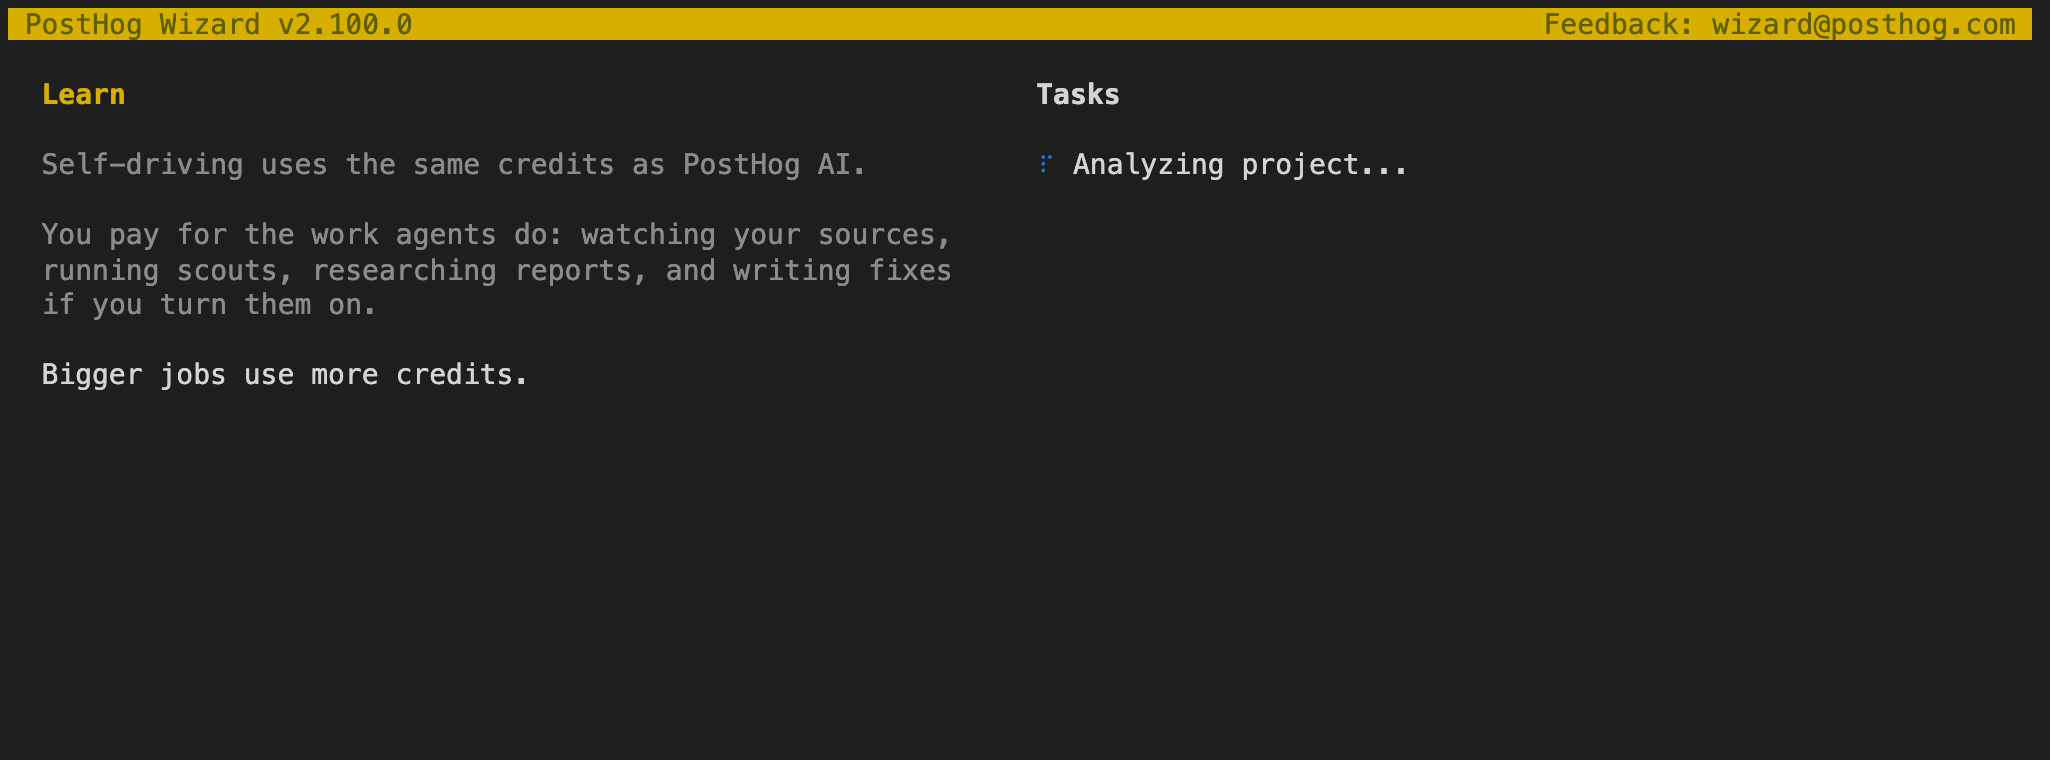 PostHog Wizard v2.100.0
Feedback: wizard@posthog.com
Learn
Self-driving uses the same credits as PostHog AI.
You pay for the work agents do: watching your sources,
running scouts, researching reports, and writing fixes
if you turn them on.
Bigger jobs use more credits.
Tasks
Analyzing project...